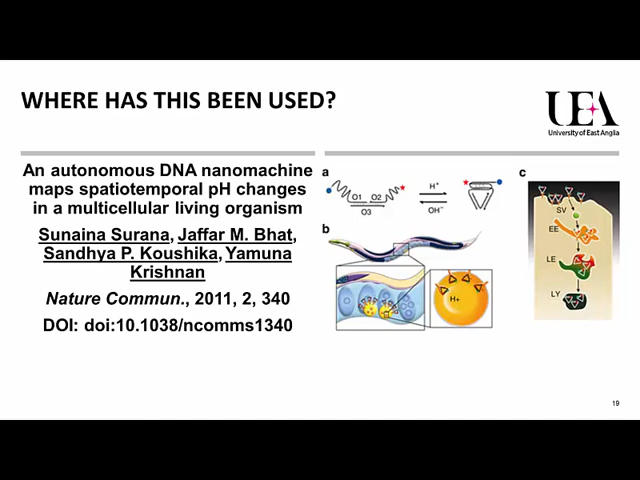 WHERE HAS THIS BEEN USED?
UEA
University of East Anglia
An autonomous DNA nanomachine
maps spatiotemporal pH changes
in a multicellular living organism
Sunaina Surana, Jaffar M. Bhat,
Sandhya P. Koushika, Yamuna
Krishnan
Nature Commun., 2011, 2, 340
DOI: doi:10.1038/ncomms1340
a
O1 O2
O3
H⁺
OH⁻
b
H+
c
SV
EE
LE
LY
19